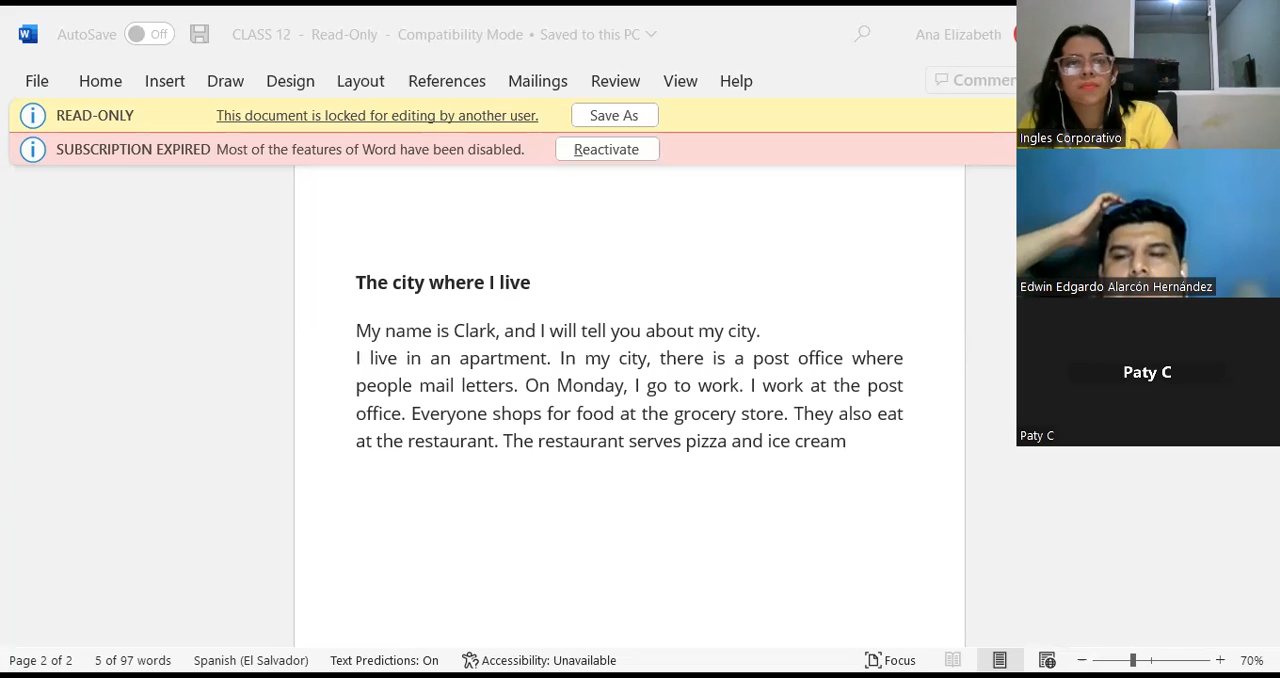 AutoSave Off CLASS 12 - Read-Only - Compatibility Mode • Saved to this PC Ana Elizabeth
File Home Insert Draw Design Layout References Mailings Review View Help
READ-ONLY This document is locked for editing by another user. Save As
SUBSCRIPTION EXPIRED Most of the features of Word have been disabled. Reactivate
The city where I live
My name is Clark, and I will tell you about my city.
I live in an apartment. In my city, there is a post office where
people mail letters. On Monday, I go to work. I work at the post
office. Everyone shops for food at the grocery store. They also eat
at the restaurant. The restaurant serves pizza and ice cream
Ingles Corporativo
Edwin Edgardo Alarcón Hernández
Paty C
Paty C
Page 2 of 2 5 of 97 words Spanish (El Salvador) Text Predictions: On Accessibility: Unavailable Focus 70%